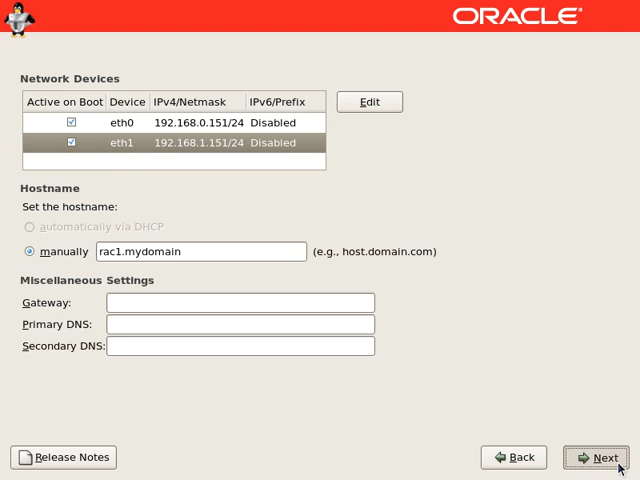 ORACLE
Network Devices
Active on Boot Device IPv4/Netmask IPv6/Prefix
Edit
eth0 192.168.0.151/24 Disabled
eth1 192.168.1.151/24 Disabled
Hostname
Set the hostname:
automatically via DHCP
manually rac1.mydomain (e.g., host.domain.com)
Miscellaneous Settings
Gateway:
Primary DNS:
Secondary DNS:
Release Notes Back Next